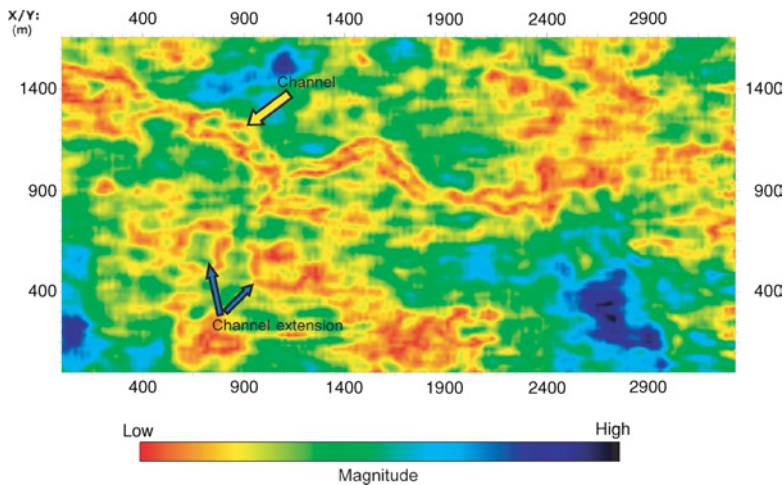 X/Y: 400 900 1400 1900 2400 2900
(m)
Channel
1400 1400
900 900
400 400
Channel extension
400 900 1400 1900 2400 2900
Low High
Magnitude